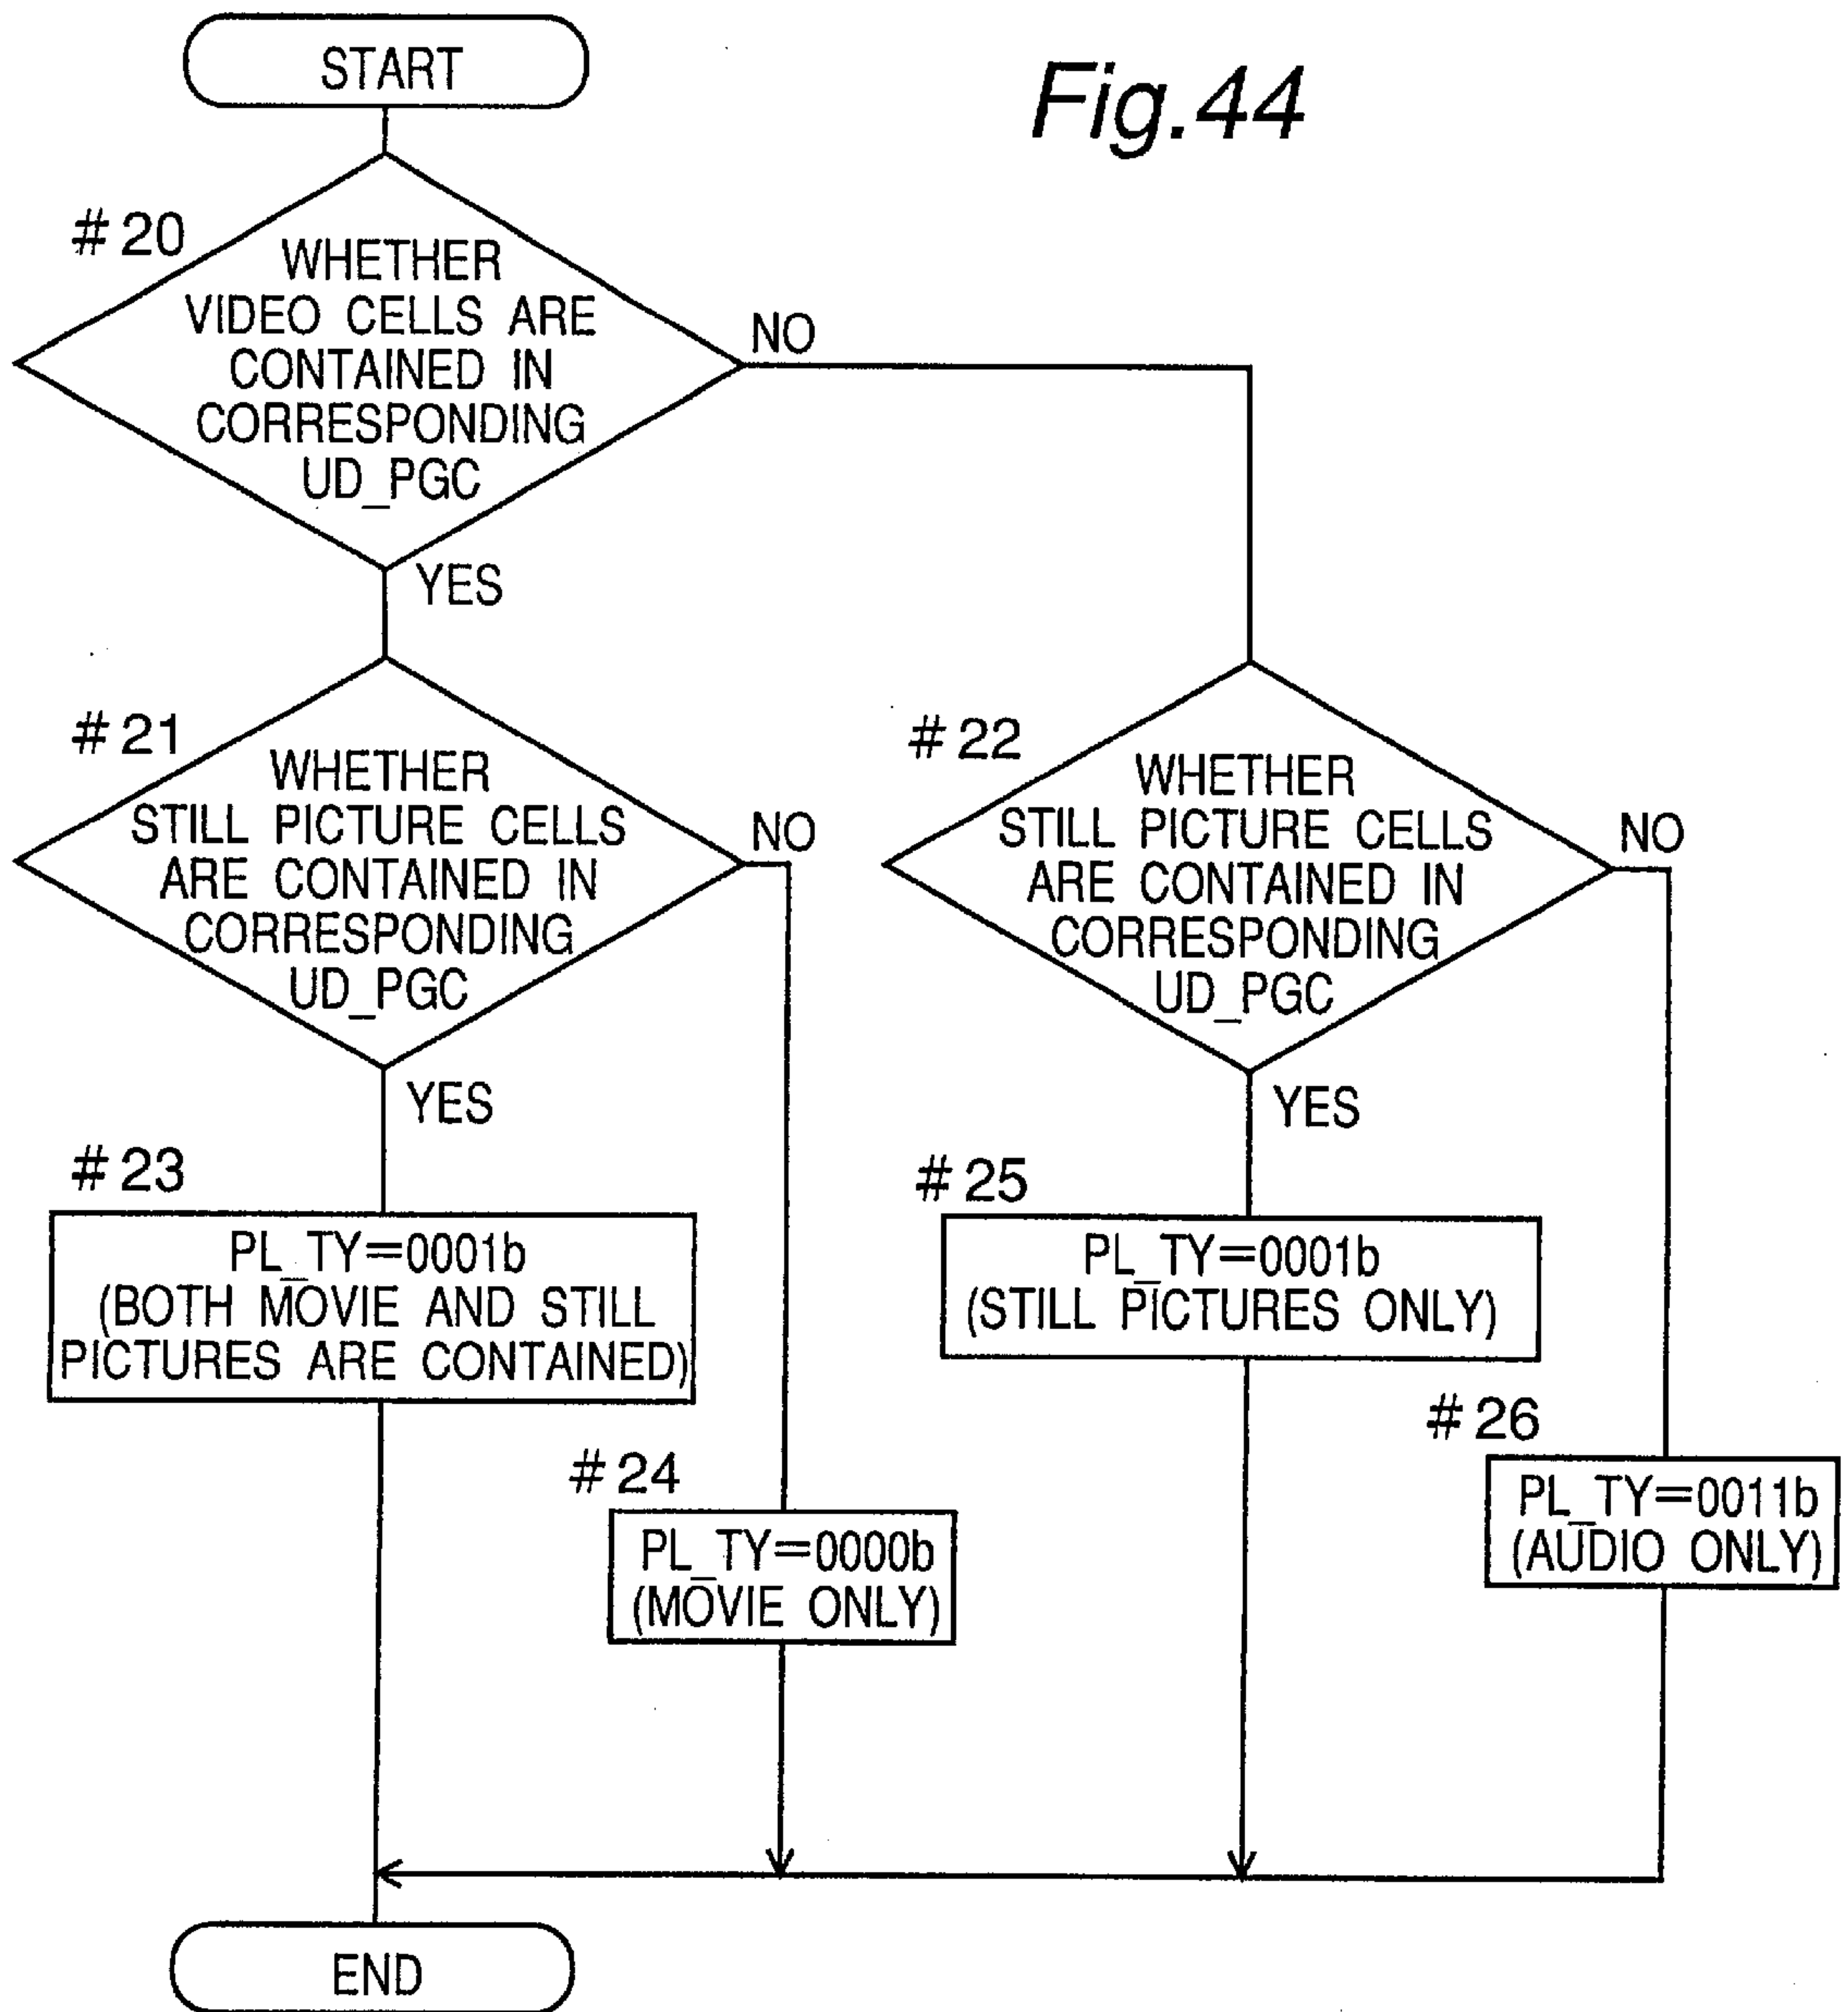 START
Fig.44
#20
WHETHER
VIDEO CELLS ARE
CONTAINED IN
CORRESPONDING
UD_PGC
NO
YES
#21
WHETHER
STILL PICTURE CELLS
ARE CONTAINED IN
CORRESPONDING
UD_PGC
NO
YES
#22
WHETHER
STILL PICTURE CELLS
ARE CONTAINED IN
CORRESPONDING
UD_PGC
NO
YES
#23
PL_TY=0001b
(BOTH MOVIE AND STILL
PICTURES ARE CONTAINED)
#24
PL_TY=0000b
(MOVIE ONLY)
#25
PL_TY=0001b
(STILL PICTURES ONLY)
#26
PL_TY=0011b
(AUDIO ONLY)
END